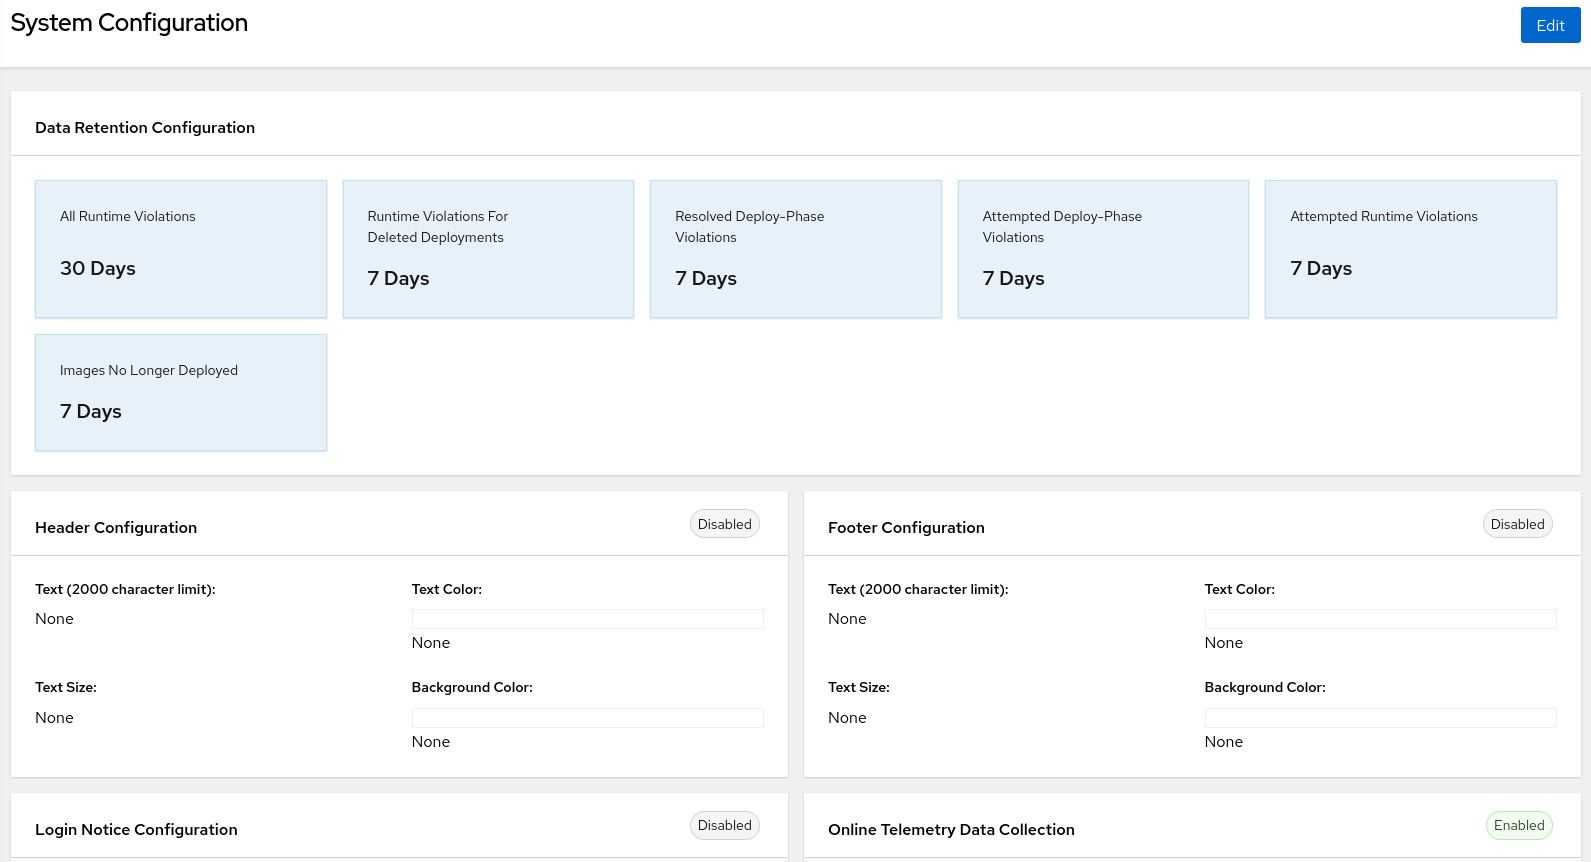 System Configuration
Edit
Data Retention Configuration
All Runtime Violations
30 Days
Runtime Violations For
Deleted Deployments
7 Days
Resolved Deploy-Phase
Violations
7 Days
Attempted Deploy-Phase
Violations
7 Days
Attempted Runtime Violations
7 Days
Images No Longer Deployed
7 Days
Header Configuration
Disabled
Text (2000 character limit):
None
Text Color:
None
Text Size:
None
Background Color:
None
Footer Configuration
Disabled
Text (2000 character limit):
None
Text Color:
None
Text Size:
None
Background Color:
None
Login Notice Configuration
Disabled
Online Telemetry Data Collection
Enabled